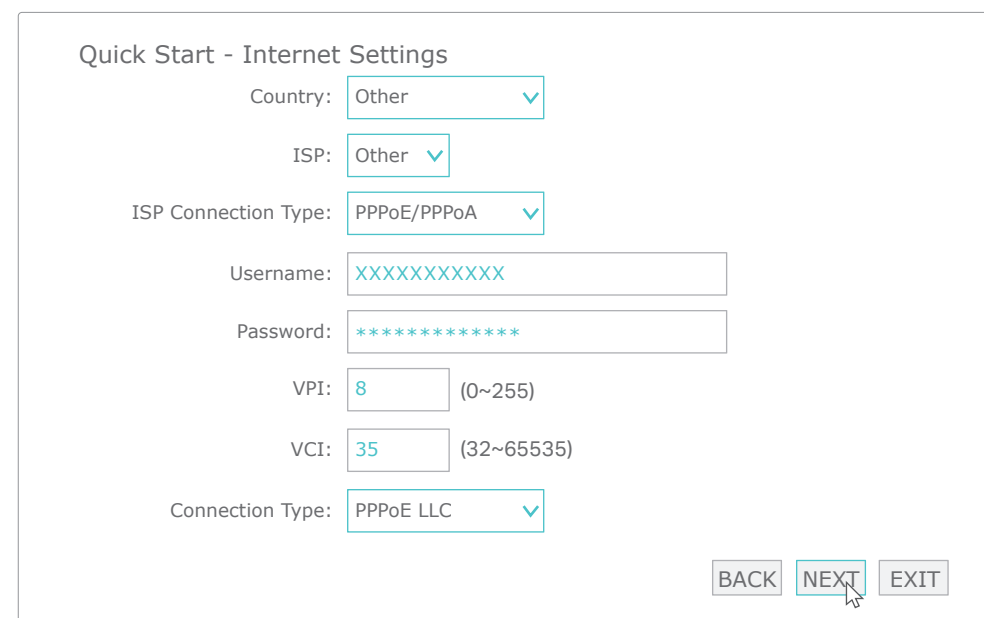 Quick Start - Internet Settings
Country: Other
ISP: Other
ISP Connection Type: PPPoE/PPPoA
Username: XXXXXXXXXXX
Password: *************
VPI: 8 (0~255)
VCI: 35 (32~65535)
Connection Type: PPPoE LLC
BACK NEXT EXIT